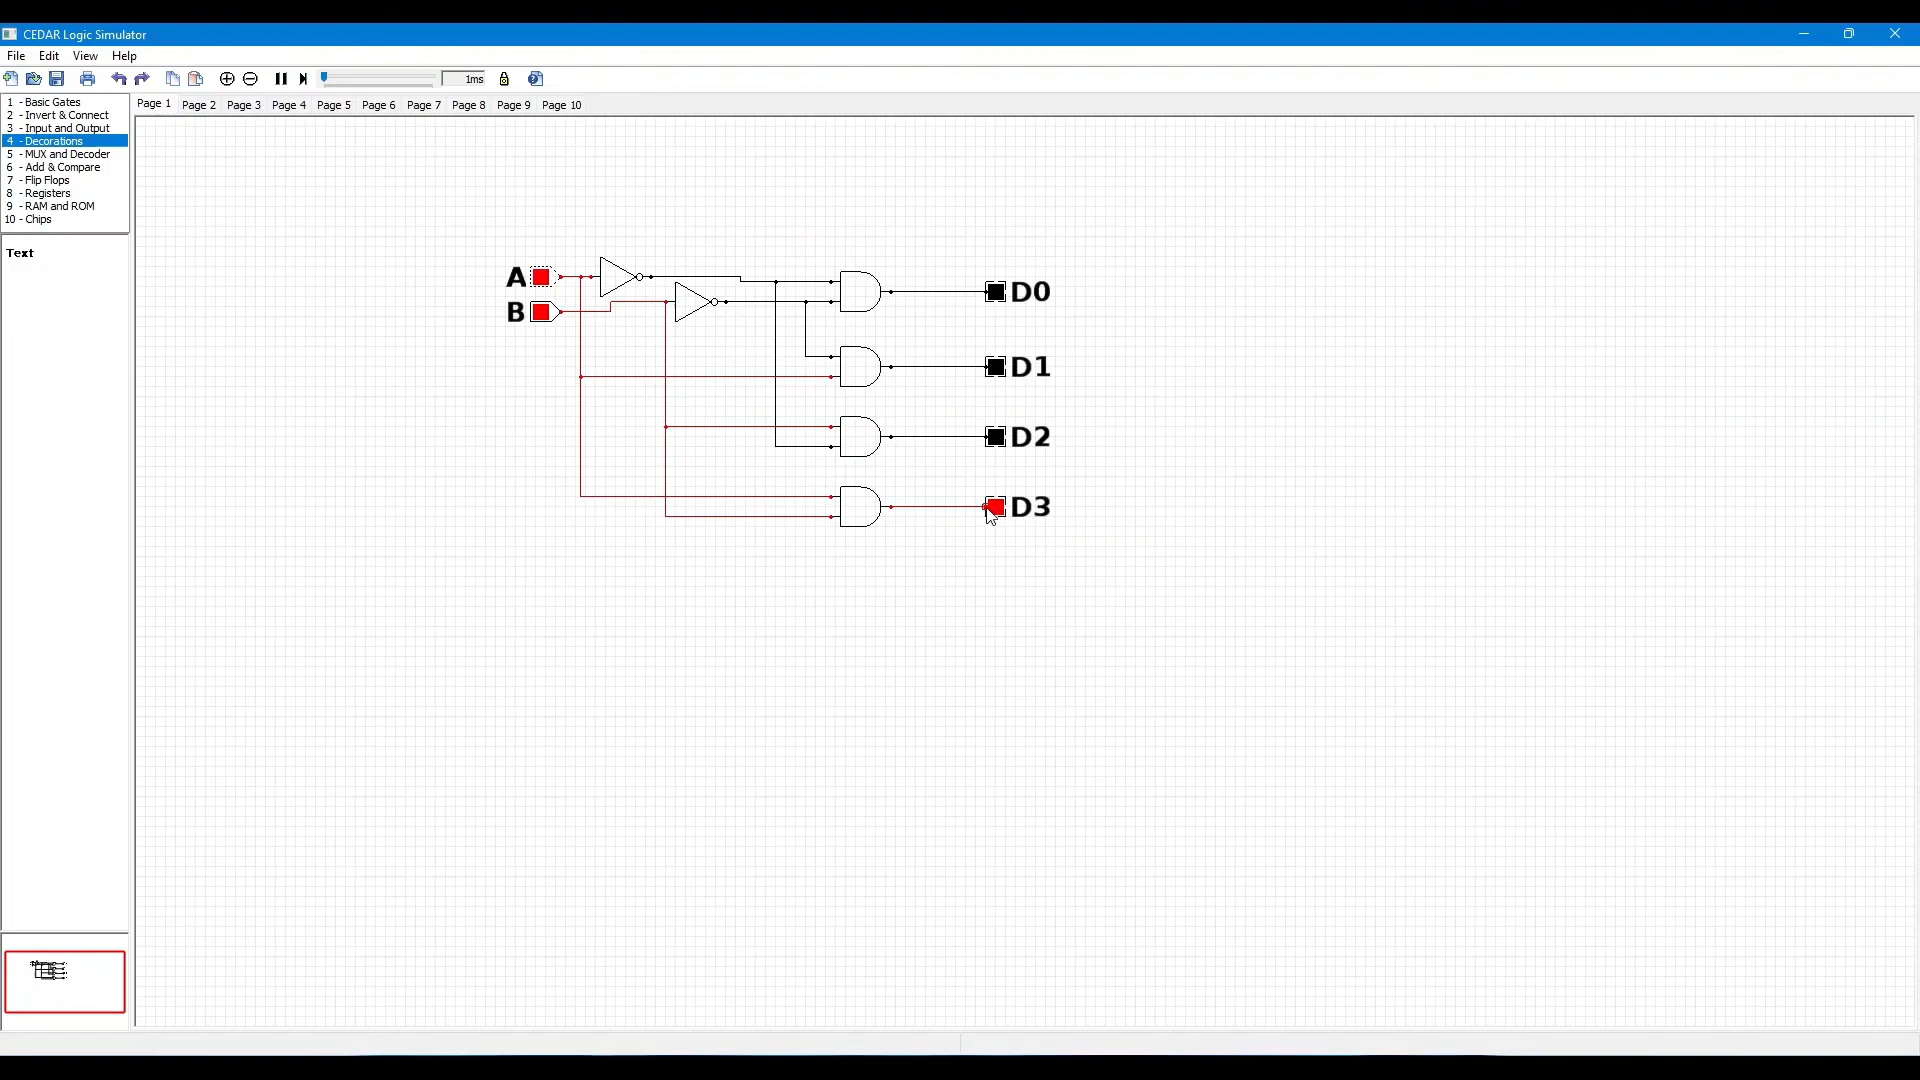 CEDAR Logic Simulator
File Edit View Help
1ms
1 - Basic Gates
2 - Invert & Connect
3 - Input and Output
4 - Decorations
5 - MUX and Decoder
6 - Add & Compare
7 - Flip Flops
8 - Registers
9 - RAM and ROM
10 - Chips
Page 1 Page 2 Page 3 Page 4 Page 5 Page 6 Page 7 Page 8 Page 9 Page 10
Text
A
B
D0
D1
D2
D3